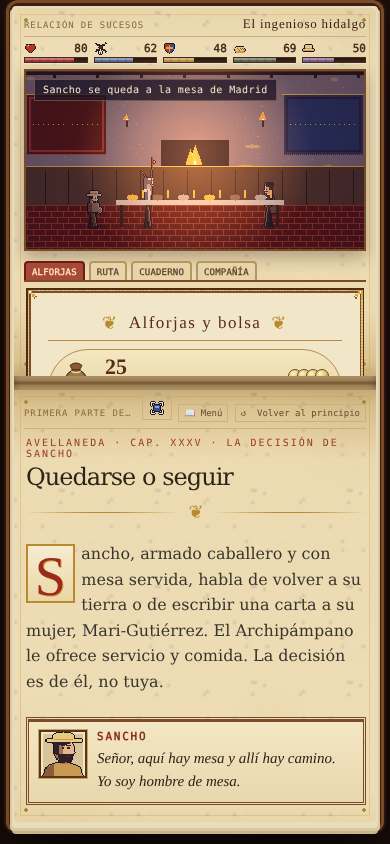 RELACIÓN DE SUCESOS
El ingenioso hidalgo
80 62 48 69 50
Sancho se queda a la mesa de Madrid
ALFORJAS RUTA CUADERNO COMPAÑÍA
Alforjas y bolsa
25
PRIMERA PARTE DE…
Menú
Volver al principio
AVELLANEDA · CAP. XXXV · LA DECISIÓN DE
SANCHO
Quedarse o seguir
Sancho, armado caballero y con
mesa servida, habla de volver a su
tierra o de escribir una carta a su
mujer, Mari-Gutiérrez. El Archipámpano
le ofrece servicio y comida. La decisión
es de él, no tuya.
SANCHO
Señor, aquí hay mesa y allí hay camino.
Yo soy hombre de mesa.